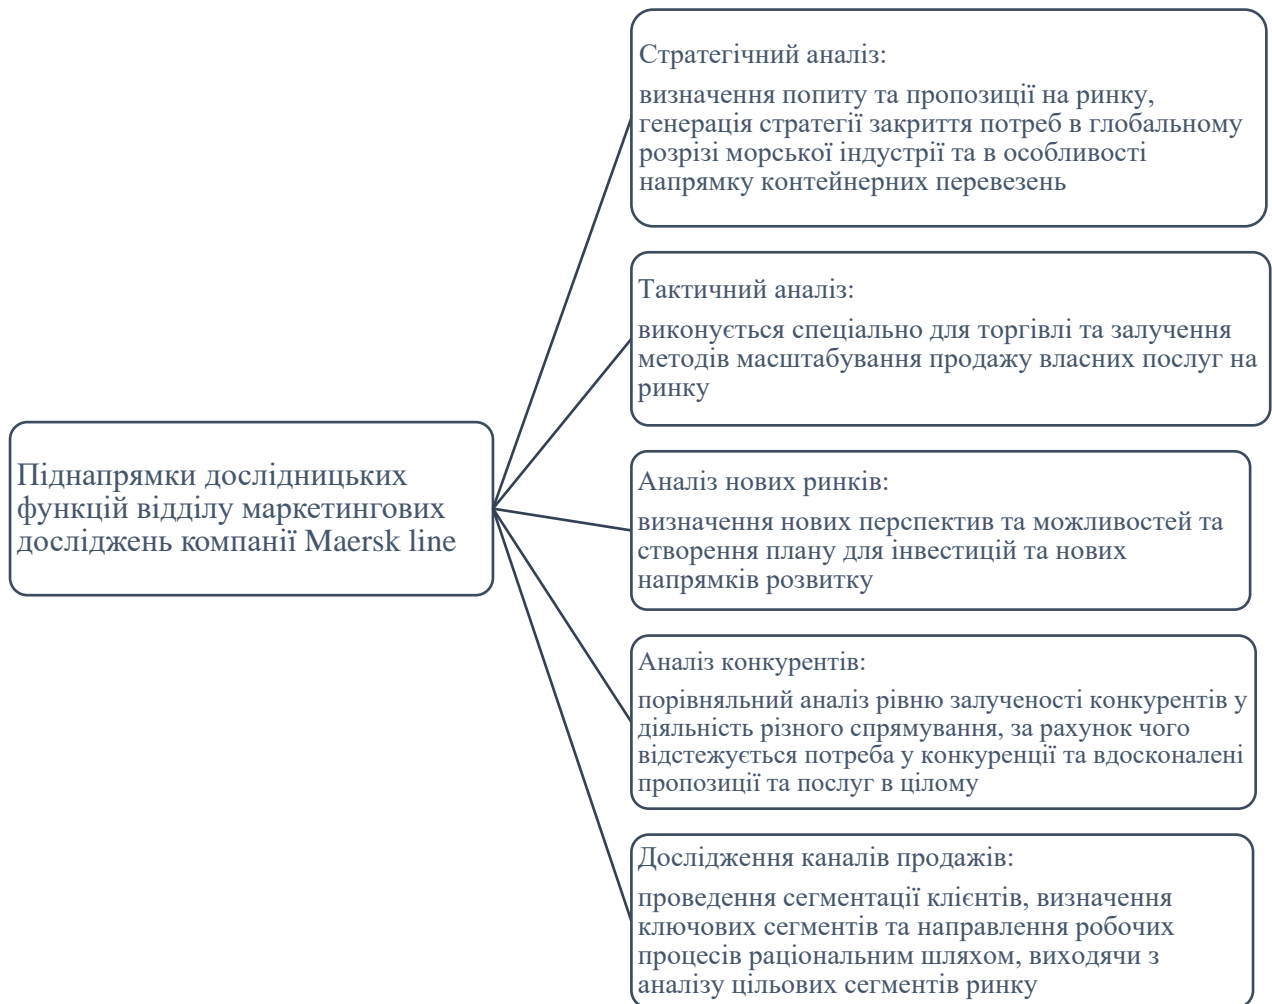 Піднапрямки дослідницьких
функцій відділу маркетингових
досліджень компанії Maersk line
Стратегічний аналіз:
визначення попиту та пропозиції на ринку,
генерація стратегії закриття потреб в глобальному
розрізі морської індустрії та в особливості
напрямку контейнерних перевезень
Тактичний аналіз:
виконується спеціально для торгівлі та залучення
методів масштабування продажу власних послуг на
ринку
Аналіз нових ринків:
визначення нових перспектив та можливостей та
створення плану для інвестицій та нових
напрямків розвитку
Аналіз конкурентів:
порівняльний аналіз рівню залученості конкурентів у
діяльність різного спрямування, за рахунок чого
відстежується потреба у конкуренції та вдосконалені
пропозиції та послуг в цілому
Дослідження каналів продажів:
проведення сегментації клієнтів, визначення
ключових сегментів та направлення робочих
процесів раціональним шляхом, виходячи з
аналізу цільових сегментів ринку